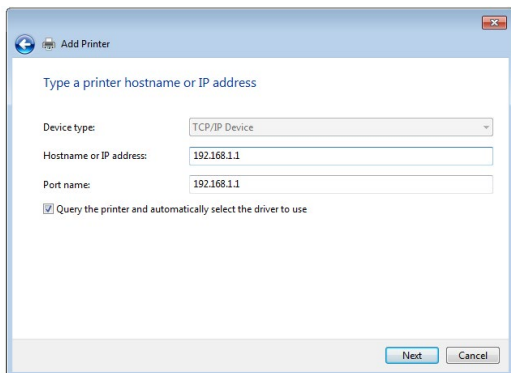 Add Printer
Type a printer hostname or IP address
Device type: TCP/IP Device
Hostname or IP address: 192.168.1.1
Port name: 192.168.1.1
Query the printer and automatically select the driver to use
Next Cancel